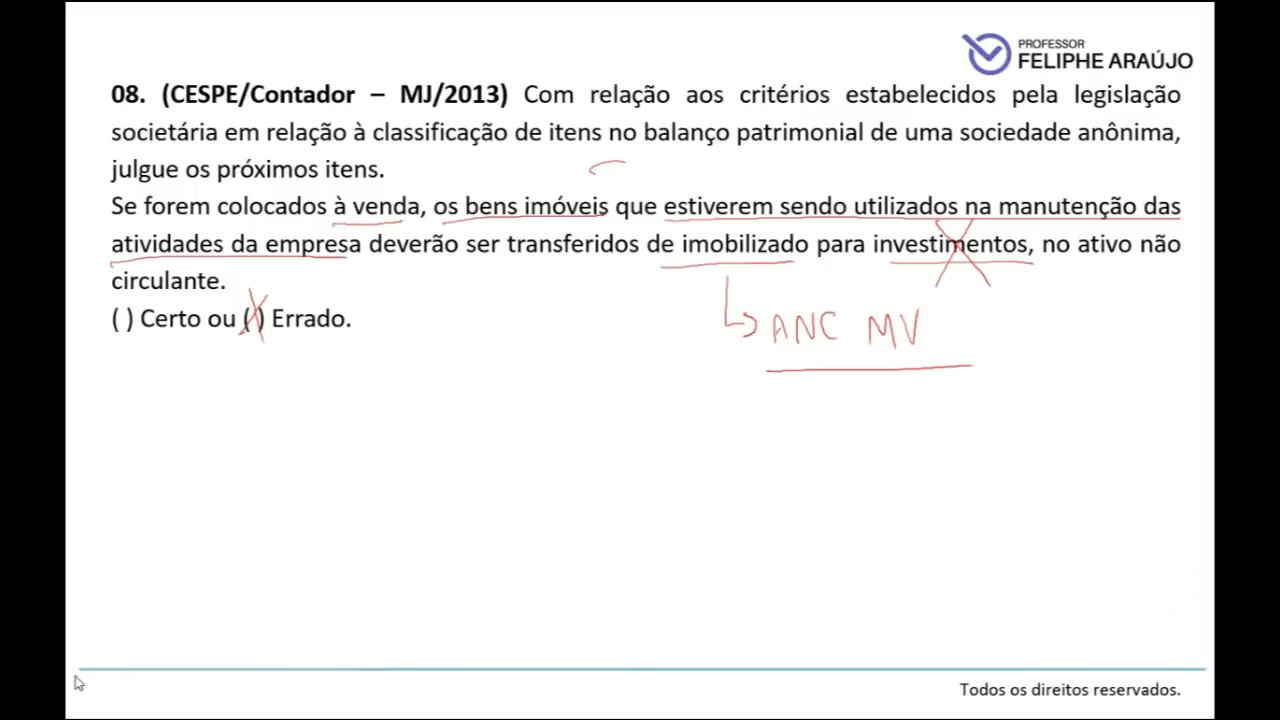 PROFESSOR
FELIPHE ARAÚJO
08. (CESPE/Contador – MJ/2013) Com relação aos critérios estabelecidos pela legislação
societária em relação à classificação de itens no balanço patrimonial de uma sociedade anônima,
julgue os próximos itens.
Se forem colocados à venda, os bens imóveis que estiverem sendo utilizados na manutenção das
atividades da empresa deverão ser transferidos de imobilizado para investimentos, no ativo não
circulante.
( ) Certo ou ( ) Errado.
ANC MV
Todos os direitos reservados.